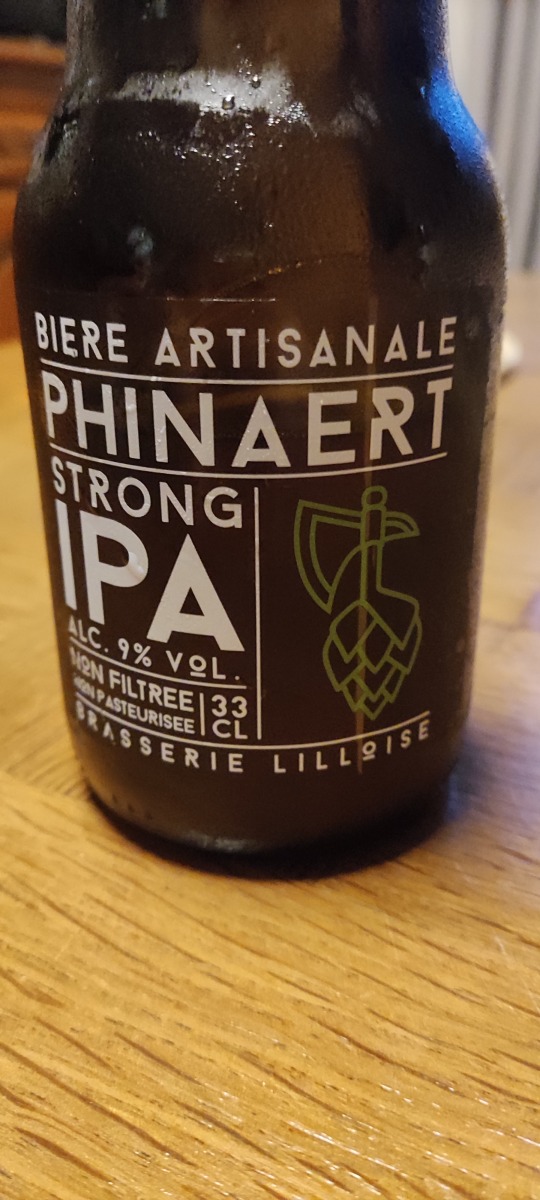 BIERE ARTISANALE
PHINAERT
STRONG
IPA
ALC. 9% VOL.
NON FILTREE
NON PASTEURISEE
33
CL
BRASSERIE LILLOISE